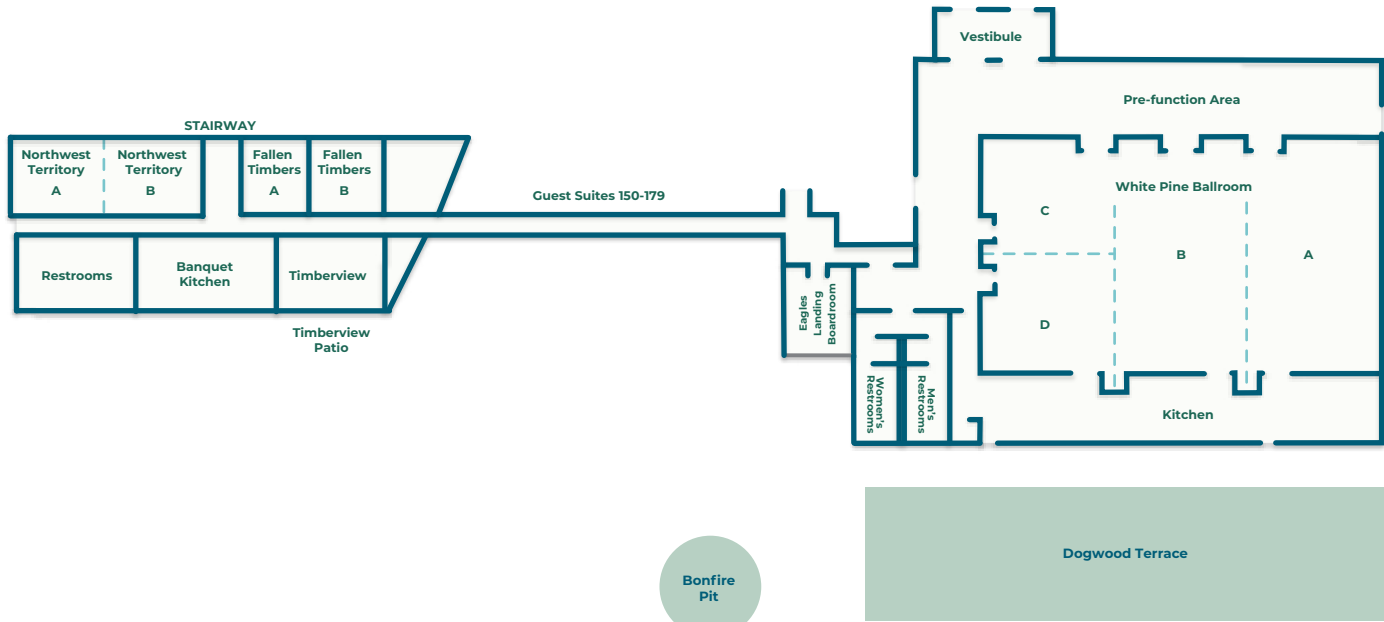 Vestibule
Pre-function Area
STAIRWAY
Northwest
Territory
A
Northwest
Territory
B
Fallen
Timbers
A
Fallen
Timbers
B
Guest Suites 150-179
White Pine Ballroom
C
B
A
D
Restrooms
Banquet
Kitchen
Timberview
Timberview
Patio
Eagles
Landing
Boardroom
Women's
Restrooms
Men's
Restrooms
Kitchen
Dogwood Terrace
Bonfire
Pit